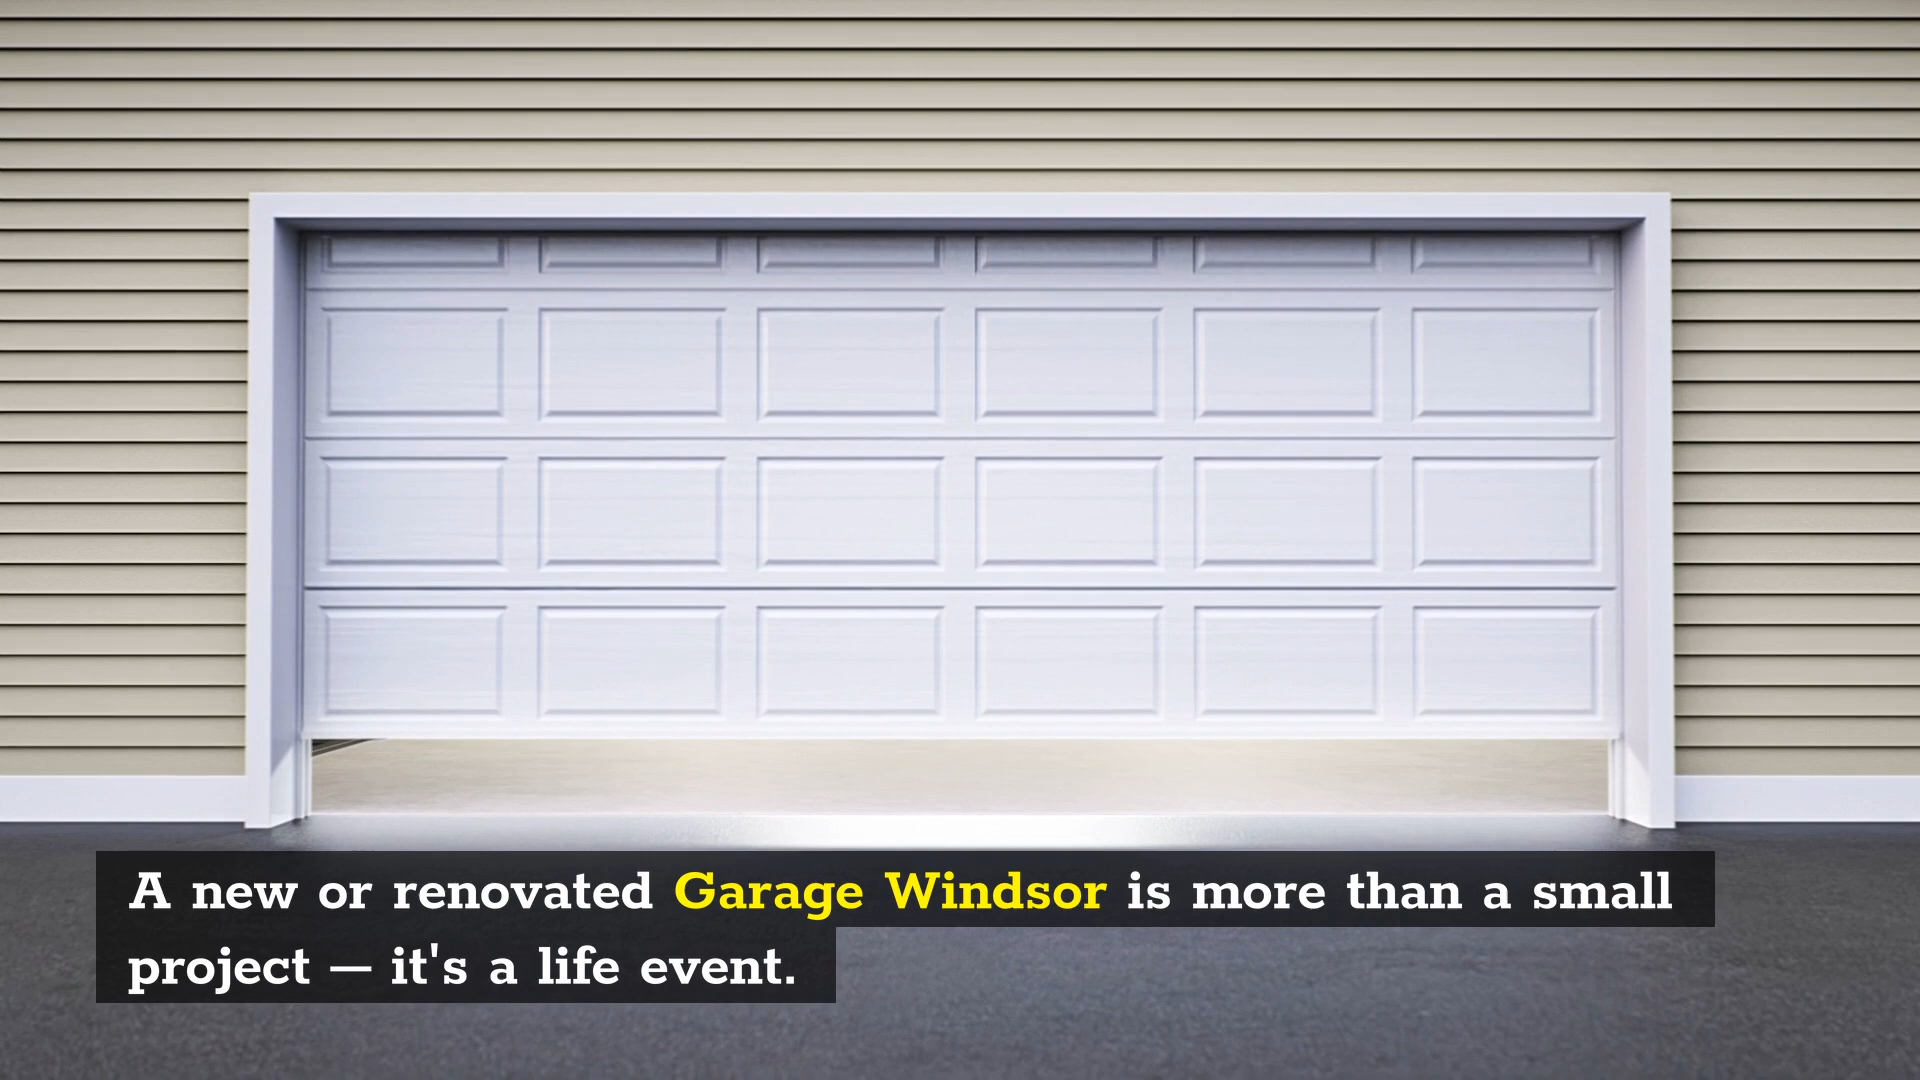 A new or renovated Garage Windsor is more than a small
project — it's a life event.